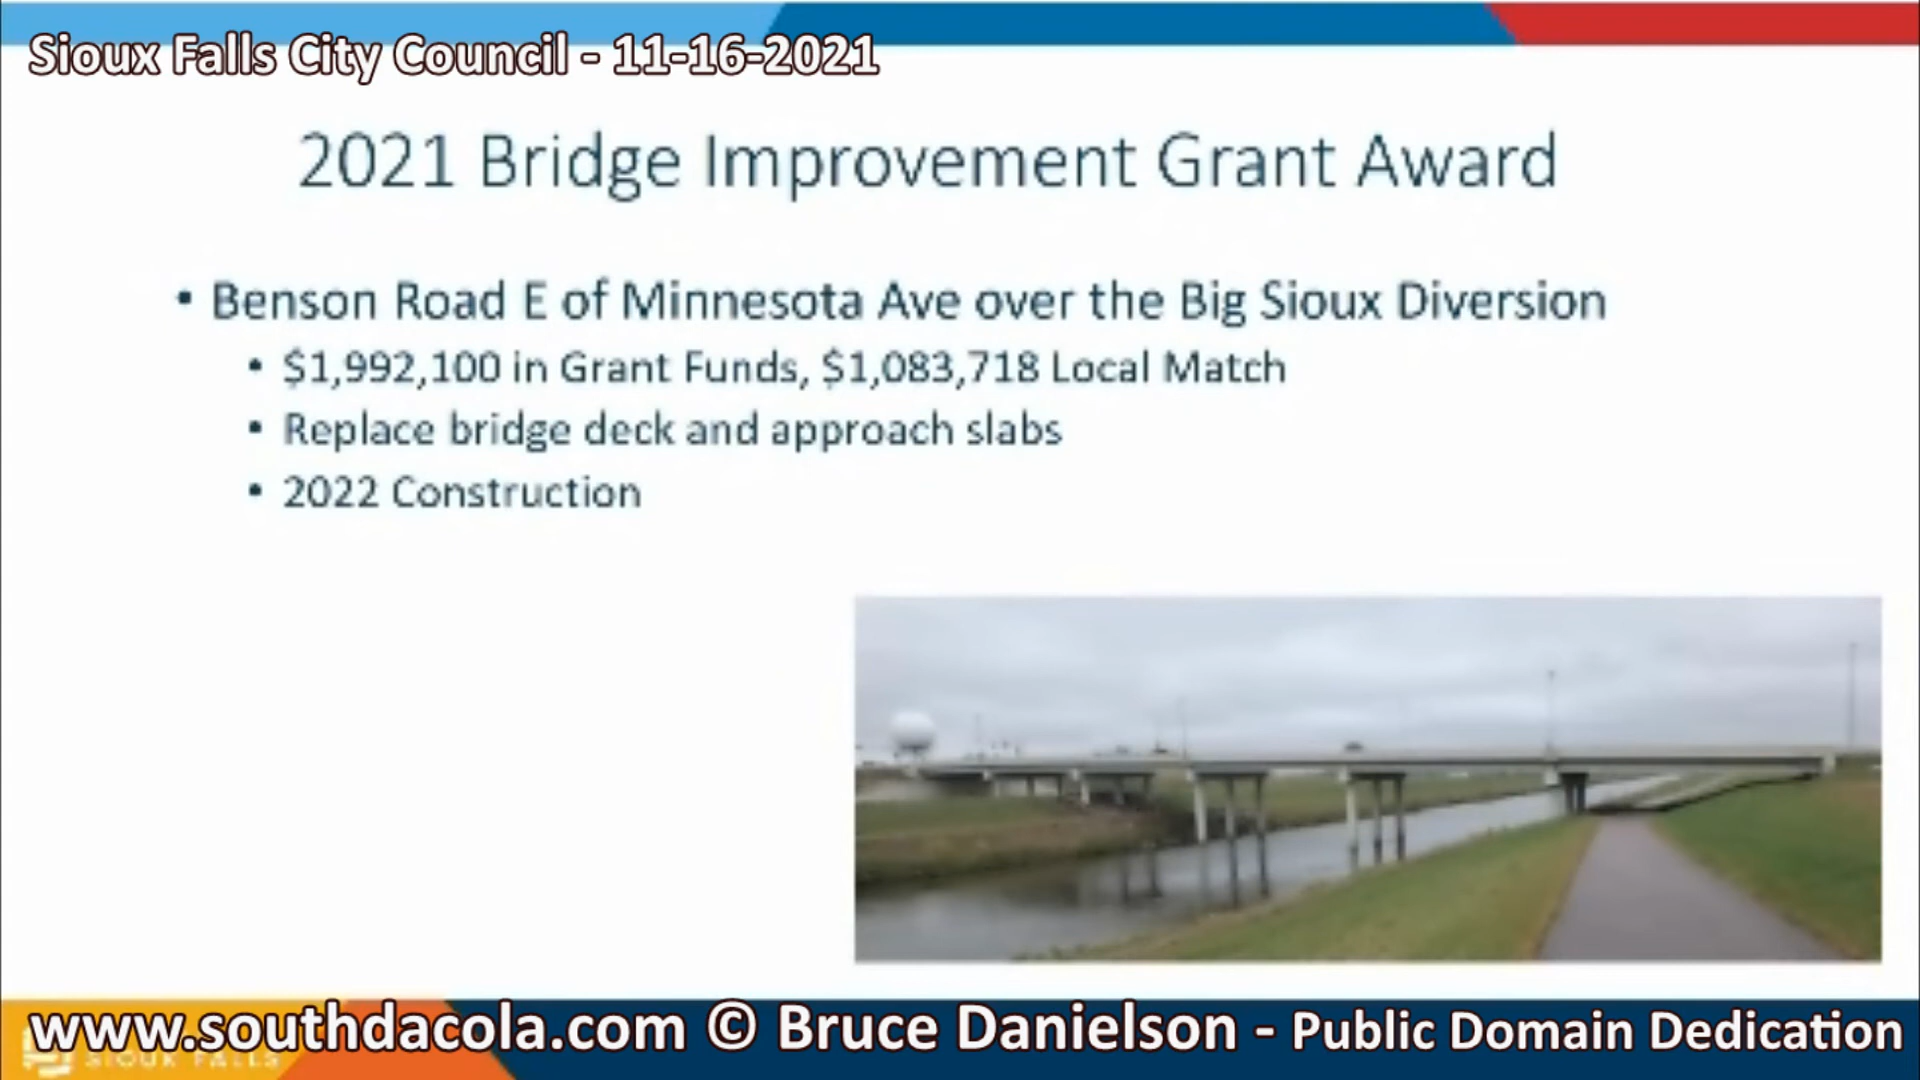 Sioux Falls City Council - 11-16-2021
2021 Bridge Improvement Grant Award
• Benson Road E of Minnesota Ave over the Big Sioux Diversion
• $1,992,100 in Grant Funds, $1,083,718 Local Match
• Replace bridge deck and approach slabs
• 2022 Construction
www.southdacola.com © Bruce Danielson - Public Domain Dedication
SIOUX FALLS